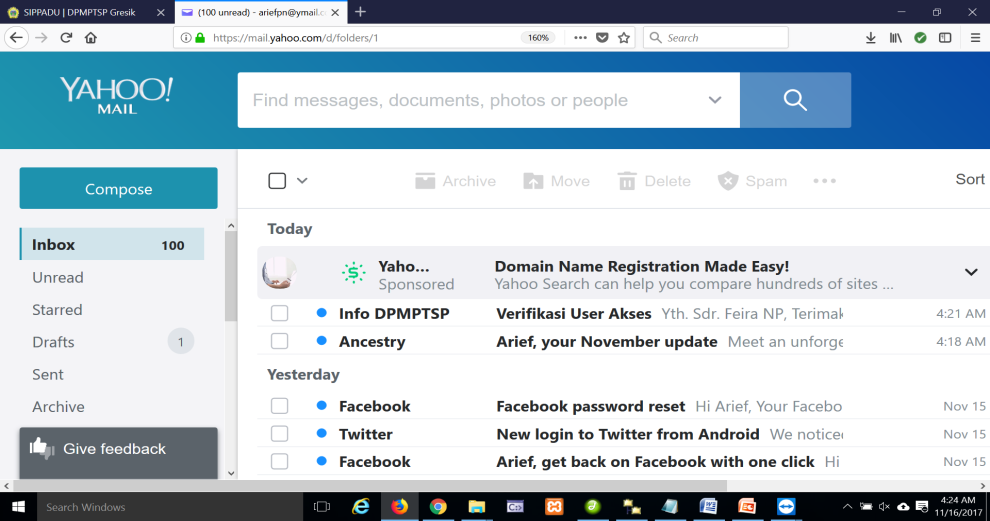 SIPPADU | DPMPTSP Gresik
(100 unread) - ariefpn@ymail.c
https://mail.yahoo.com/d/folders/1
160%
Search
YAHOO!
MAIL
Find messages, documents, photos or people
Compose
Archive
Move
Delete
Spam
Sort
Inbox
100
Unread
Starred
Drafts
1
Sent
Archive
Give feedback
Today
Yaho...
Domain Name Registration Made Easy!
Sponsored
Yahoo Search can help you compare hundreds of sites ...
Info DPMPTSP
Verifikasi User Akses
Yth. Sdr. Feira NP, Terimak
4:21 AM
Ancestry
Arief, your November update
Meet an unforge
4:18 AM
Yesterday
Facebook
Facebook password reset
Hi Arief, Your Facebo
Nov 15
Twitter
New login to Twitter from Android
We noticed
Nov 15
Facebook
Arief, get back on Facebook with one click
Hi
Nov 15
Search Windows
4:24 AM
11/16/2017